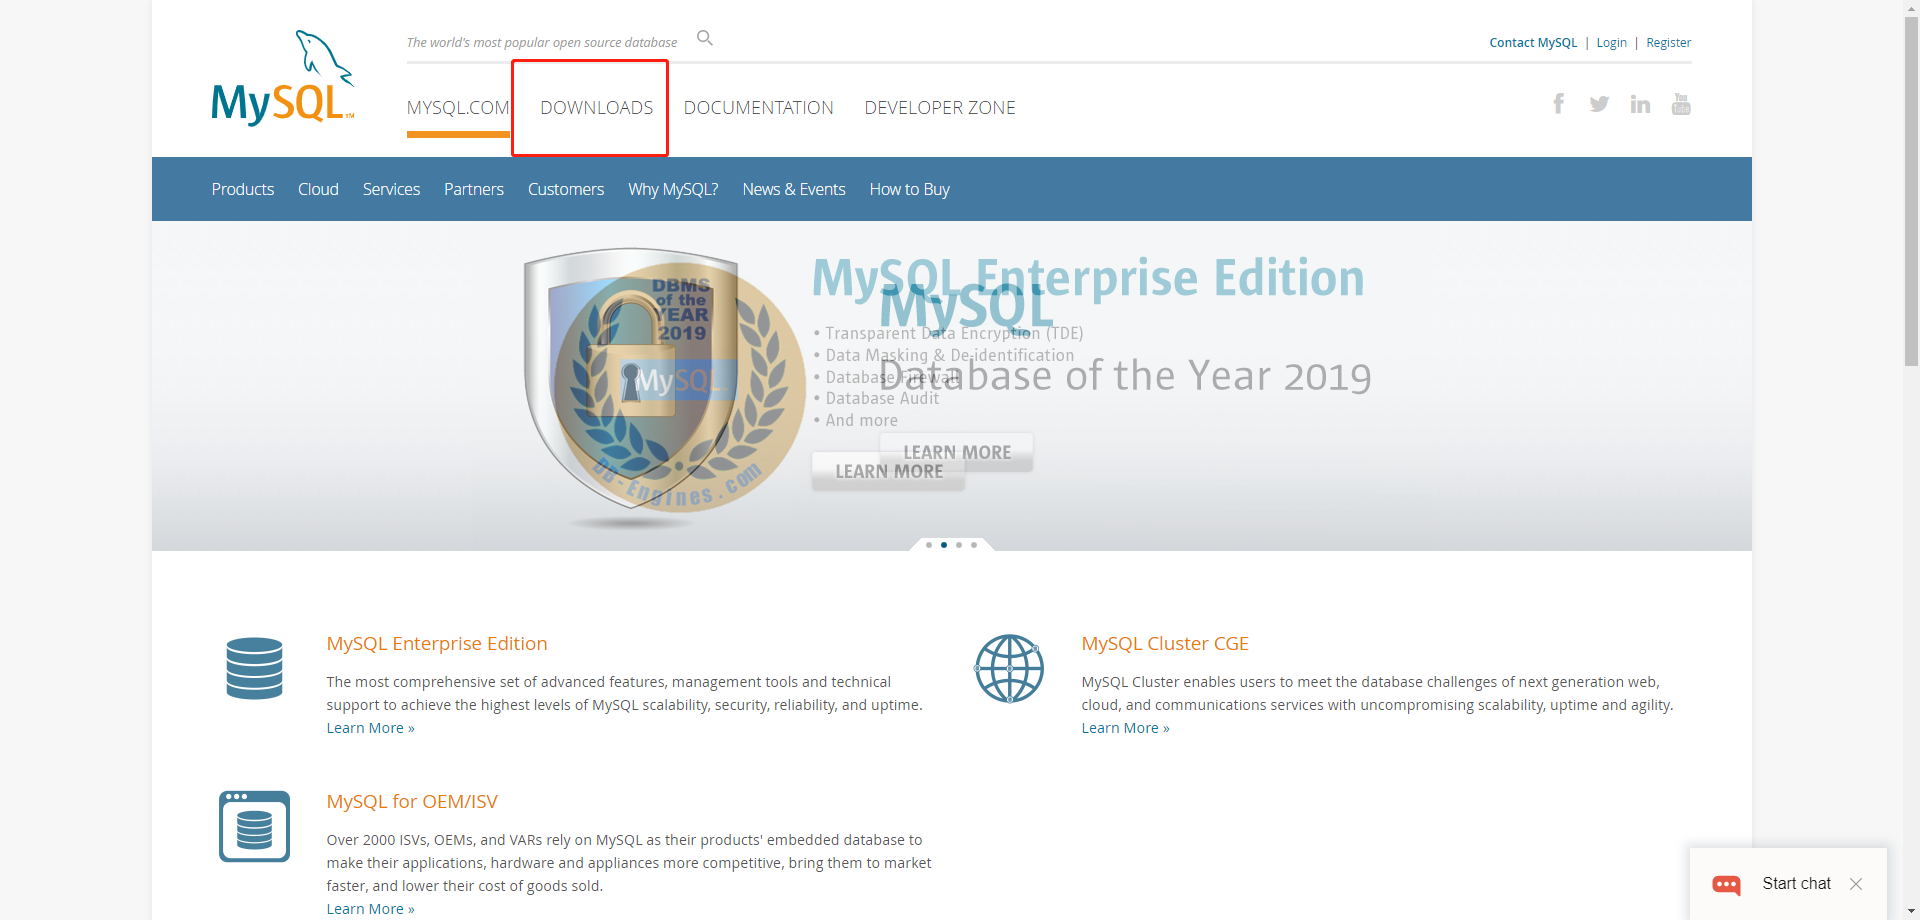 The world's most popular open source database
Contact MySQL | Login | Register
MySQL™
MYSQL.COM DOWNLOADS DOCUMENTATION DEVELOPER ZONE
You
Tube
Products Cloud Services Partners Customers Why MySQL? News & Events How to Buy
DBMS
of the
YEAR
2019
MySQL
DB-Engines.com
MySQL Enterprise Edition
• Transparent Data Encryption (TDE)
• Data Masking & De-identification
• Database Firewall
• Database Audit
• And more
LEARN MORE
MySQL
Database of the Year 2019
LEARN MORE
MySQL Enterprise Edition
The most comprehensive set of advanced features, management tools and technical
support to achieve the highest levels of MySQL scalability, security, reliability, and uptime.
Learn More »
MySQL Cluster CGE
MySQL Cluster enables users to meet the database challenges of next generation web,
cloud, and communications services with uncompromising scalability, uptime and agility.
Learn More »
MySQL for OEM/ISV
Over 2000 ISVs, OEMs, and VARs rely on MySQL as their products' embedded database to
make their applications, hardware and appliances more competitive, bring them to market
faster, and lower their cost of goods sold.
Learn More »
Start chat